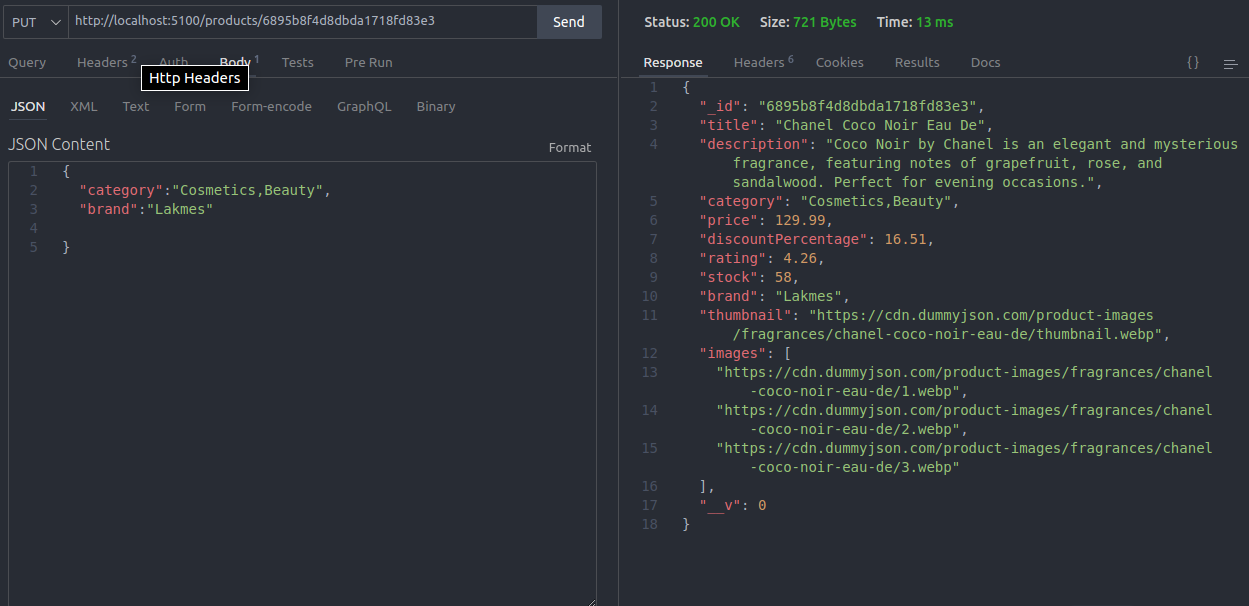 PUT http://localhost:5100/products/6895b8f4d8dbda1718fd83e3 Send
Query Headers 2 Auth Body 1 Tests Pre Run
Http Headers
JSON XML Text Form Form-encode GraphQL Binary
JSON Content Format
1 {
2 "category":"Cosmetics,Beauty",
3 "brand":"Lakmes"
4
5 }
Status: 200 OK Size: 721 Bytes Time: 13 ms
Response Headers 6 Cookies Results Docs {}
1 {
2 "_id": "6895b8f4d8dbda1718fd83e3",
3 "title": "Chanel Coco Noir Eau De",
4 "description": "Coco Noir by Chanel is an elegant and mysterious
fragrance, featuring notes of grapefruit, rose, and
sandalwood. Perfect for evening occasions.",
5 "category": "Cosmetics,Beauty",
6 "price": 129.99,
7 "discountPercentage": 16.51,
8 "rating": 4.26,
9 "stock": 58,
10 "brand": "Lakmes",
11 "thumbnail": "https://cdn.dummyjson.com/product-images
/fragrances/chanel-coco-noir-eau-de/thumbnail.webp",
12 "images": [
13 "https://cdn.dummyjson.com/product-images/fragrances/chanel
-coco-noir-eau-de/1.webp",
14 "https://cdn.dummyjson.com/product-images/fragrances/chanel
-coco-noir-eau-de/2.webp",
15 "https://cdn.dummyjson.com/product-images/fragrances/chanel
-coco-noir-eau-de/3.webp"
16 ],
17 "__v": 0
18 }